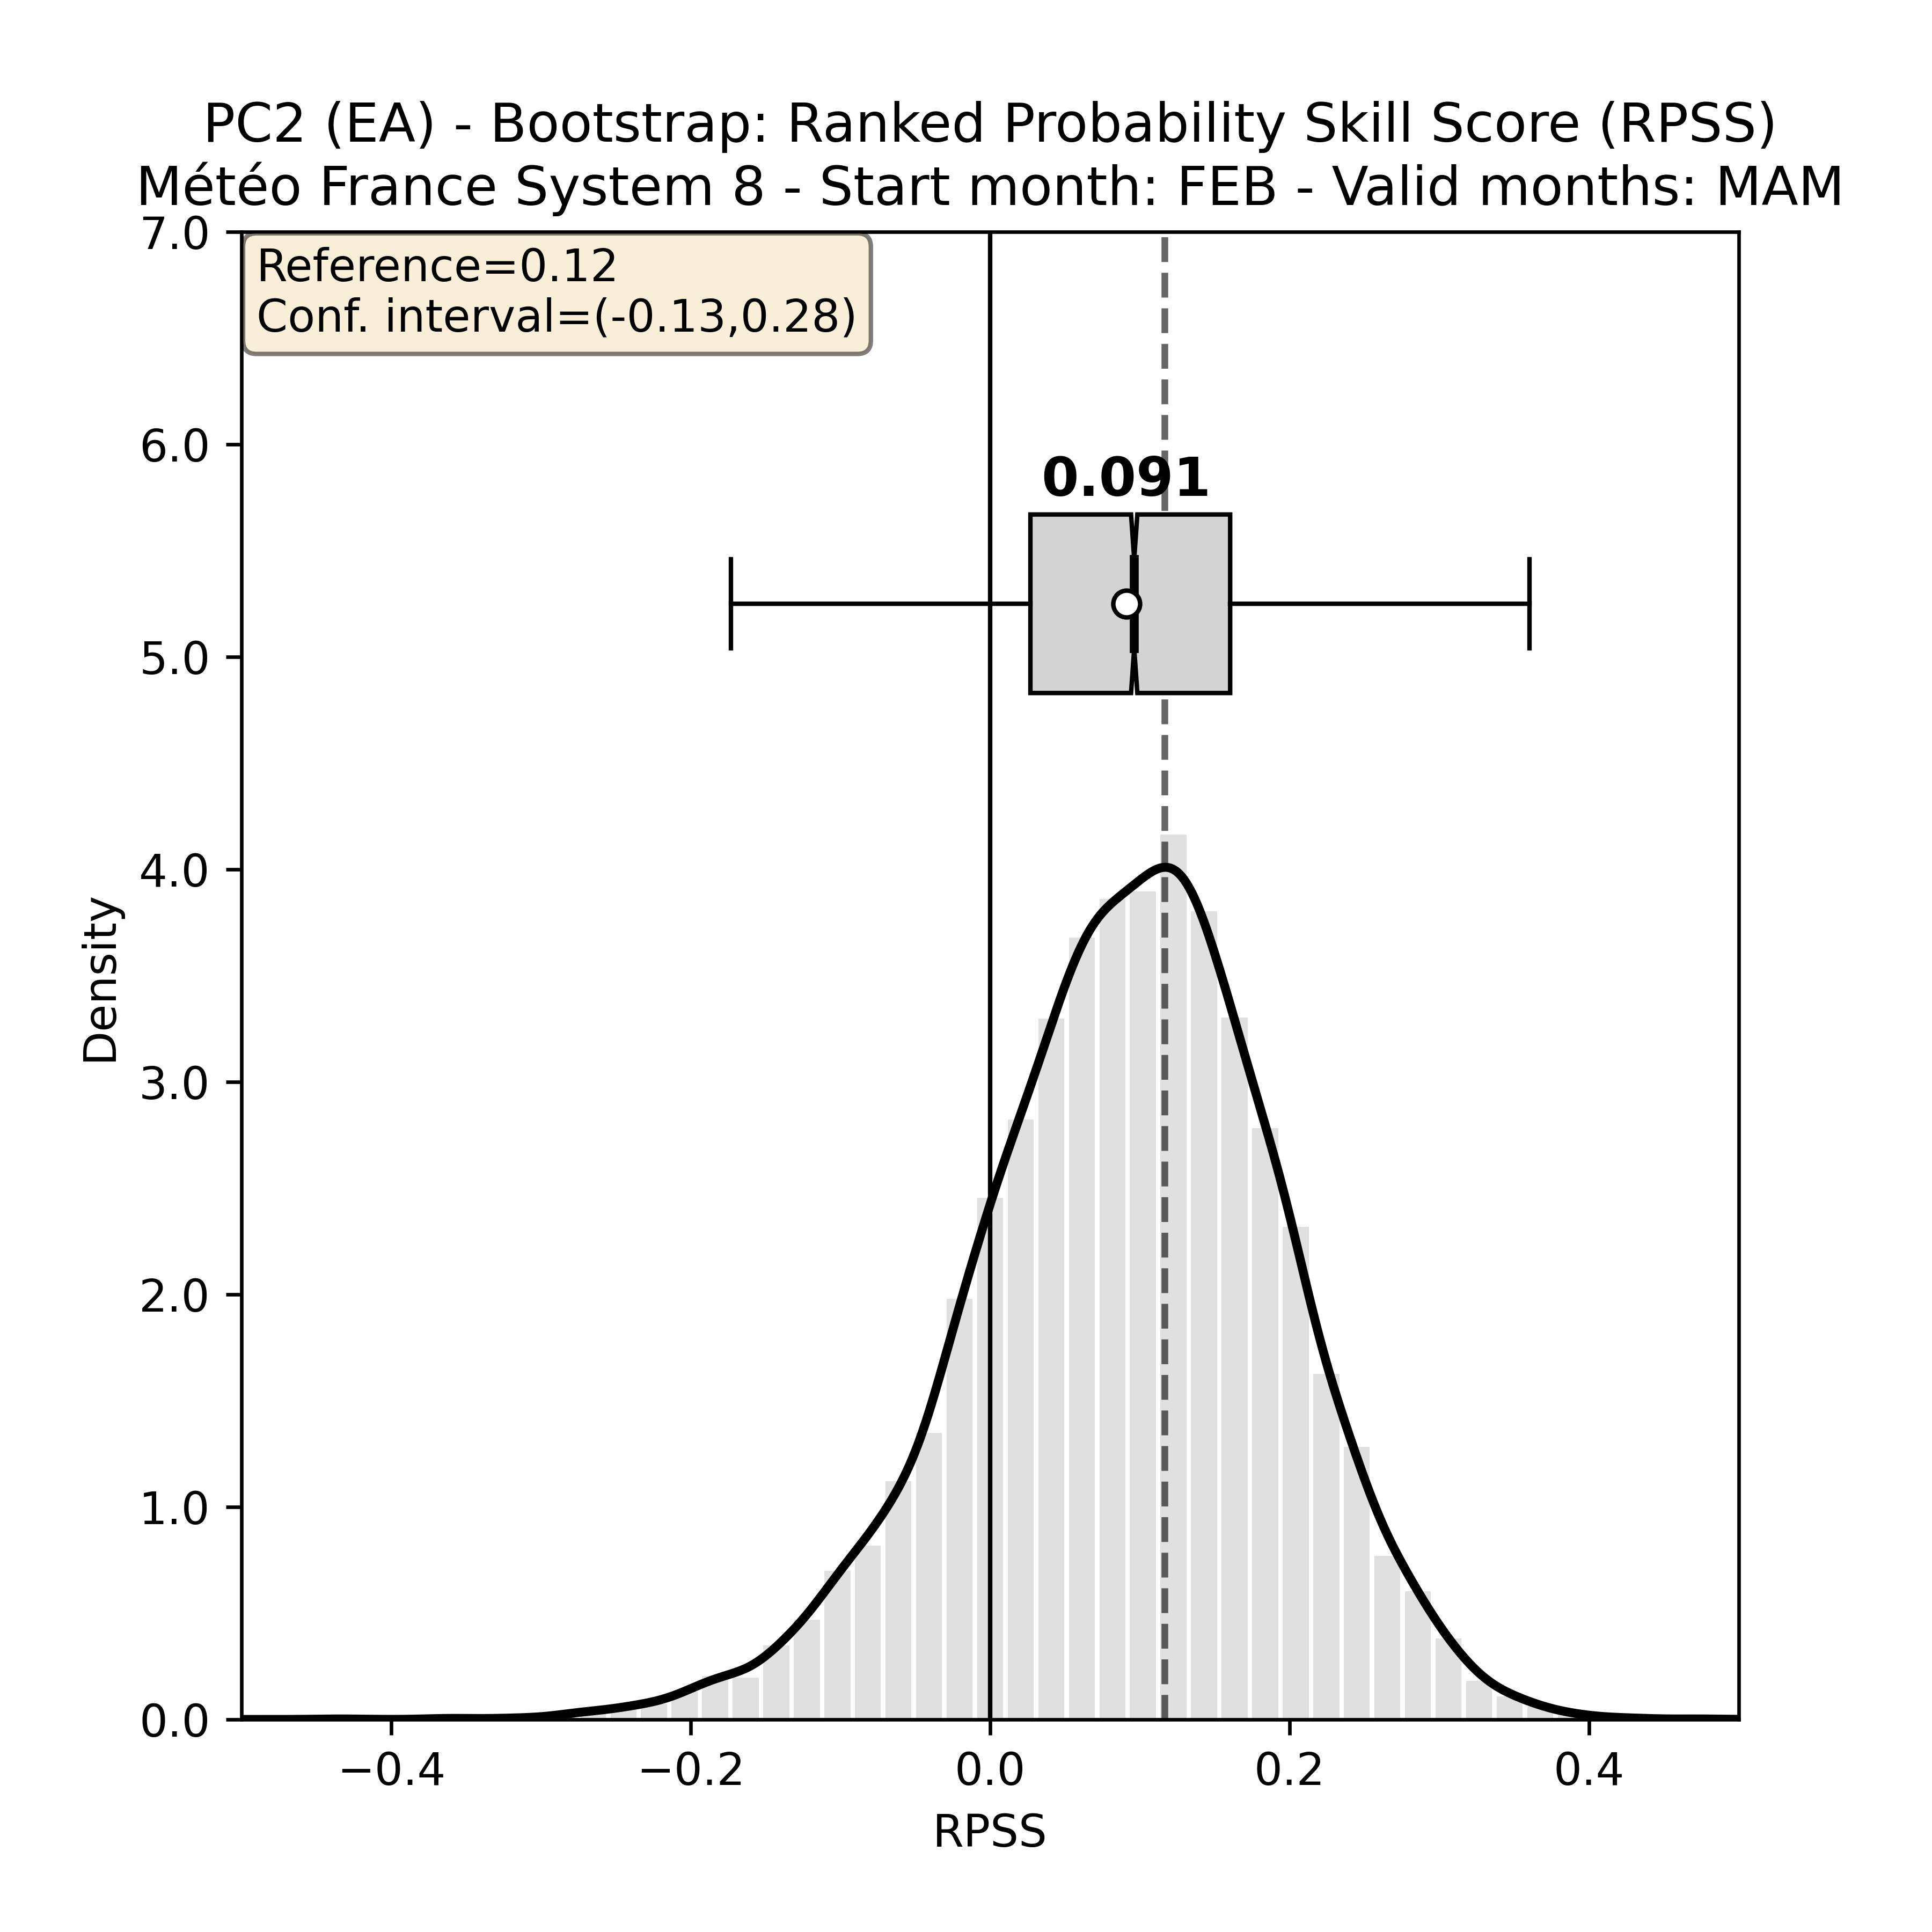 PC2 (EA) - Bootstrap: Ranked Probability Skill Score (RPSS)
Météo France System 8 - Start month: FEB - Valid months: MAM
Reference=0.12
Conf. interval=(-0.13,0.28)
0.091
7.0
6.0
5.0
4.0
3.0
2.0
1.0
0.0
Density
−0.4 −0.2 0.0 0.2 0.4
RPSS